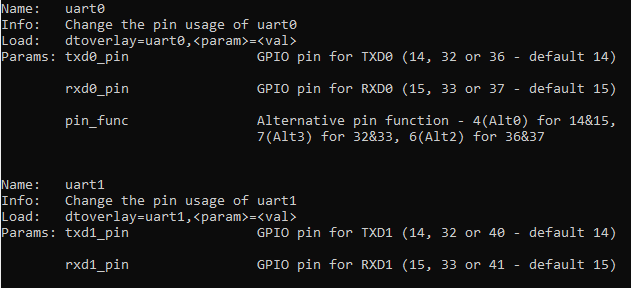 Name:   uart0
Info:   Change the pin usage of uart0
Load:   dtoverlay=uart0,<param>=<val>
Params: txd0_pin                GPIO pin for TXD0 (14, 32 or 36 - default 14)
        rxd0_pin                GPIO pin for RXD0 (15, 33 or 37 - default 15)
        pin_func                Alternative pin function - 4(Alt0) for 14&15,
                                7(Alt3) for 32&33, 6(Alt2) for 36&37
Name:   uart1
Info:   Change the pin usage of uart1
Load:   dtoverlay=uart1,<param>=<val>
Params: txd1_pin                GPIO pin for TXD1 (14, 32 or 40 - default 14)
        rxd1_pin                GPIO pin for RXD1 (15, 33 or 41 - default 15)